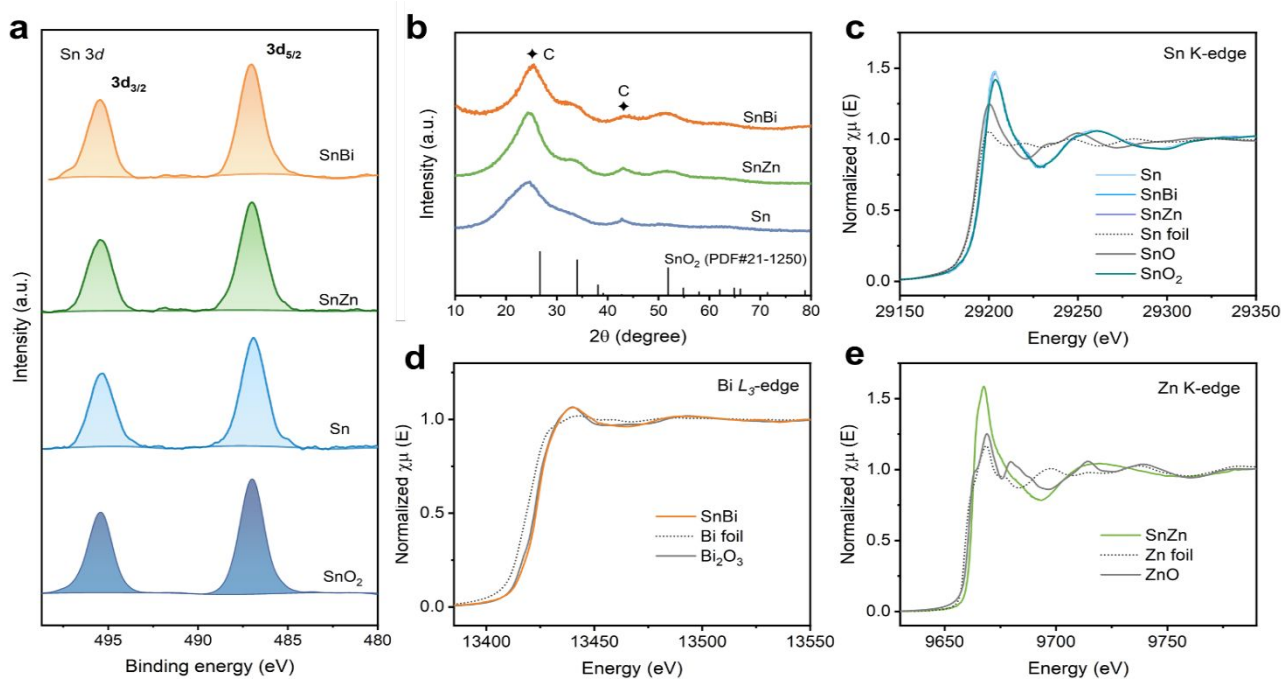 a
Sn 3d
3d5/2
3d3/2
SnBi
SnZn
Sn
SnO2
Intensity (a.u.)
495 490 485 480
Binding energy (eV)
b
C
C
SnBi
SnZn
Sn
SnO2 (PDF#21-1250)
Intensity (a.u.)
10 20 30 40 50 60 70 80
2θ (degree)
c
Sn K-edge
Normalized χμ (E)
1.5
1.0
0.5
0.0
Sn
SnBi
SnZn
Sn foil
SnO
SnO2
29150 29200 29250 29300 29350
Energy (eV)
d
Bi L3-edge
Normalized χμ (E)
1.0
0.5
0.0
SnBi
Bi foil
Bi2O3
13400 13450 13500 13550
Energy (eV)
e
Zn K-edge
Normalized χμ (E)
1.5
1.0
0.5
0.0
SnZn
Zn foil
ZnO
9650 9700 9750
Energy (eV)